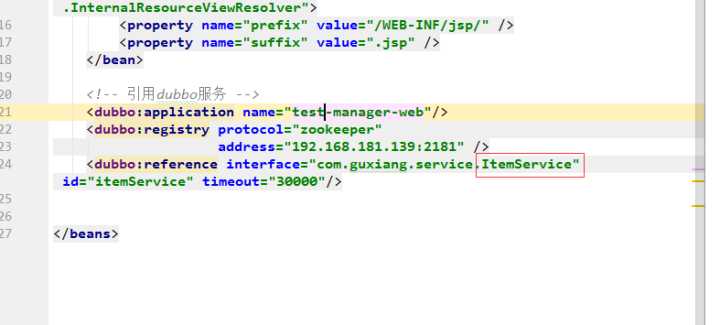 .InternalResourceViewResolver">
16 <property name="prefix" value="/WEB-INF/jsp/" />
17 <property name="suffix" value=".jsp" />
18 </bean>
19
20 <!-- 引用dubbo服务 -->
21 <dubbo:application name="test-manager-web"/>
22 <dubbo:registry protocol="zookeeper"
23 address="192.168.181.139:2181" />
24 <dubbo:reference interface="com.guxiang.service.ItemService"
id="itemService" timeout="30000"/>
25
26
27 </beans>